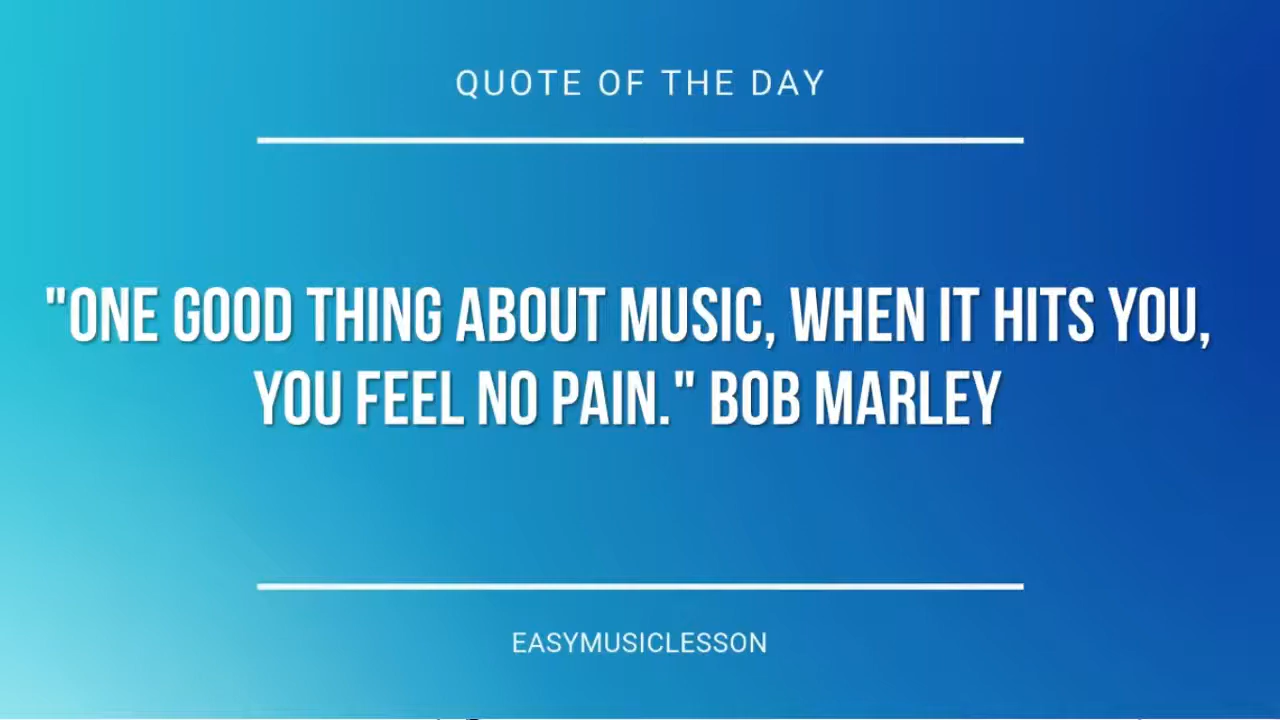 QUOTE OF THE DAY
"ONE GOOD THING ABOUT MUSIC, WHEN IT HITS YOU,
YOU FEEL NO PAIN." BOB MARLEY
EASYMUSICLESSON